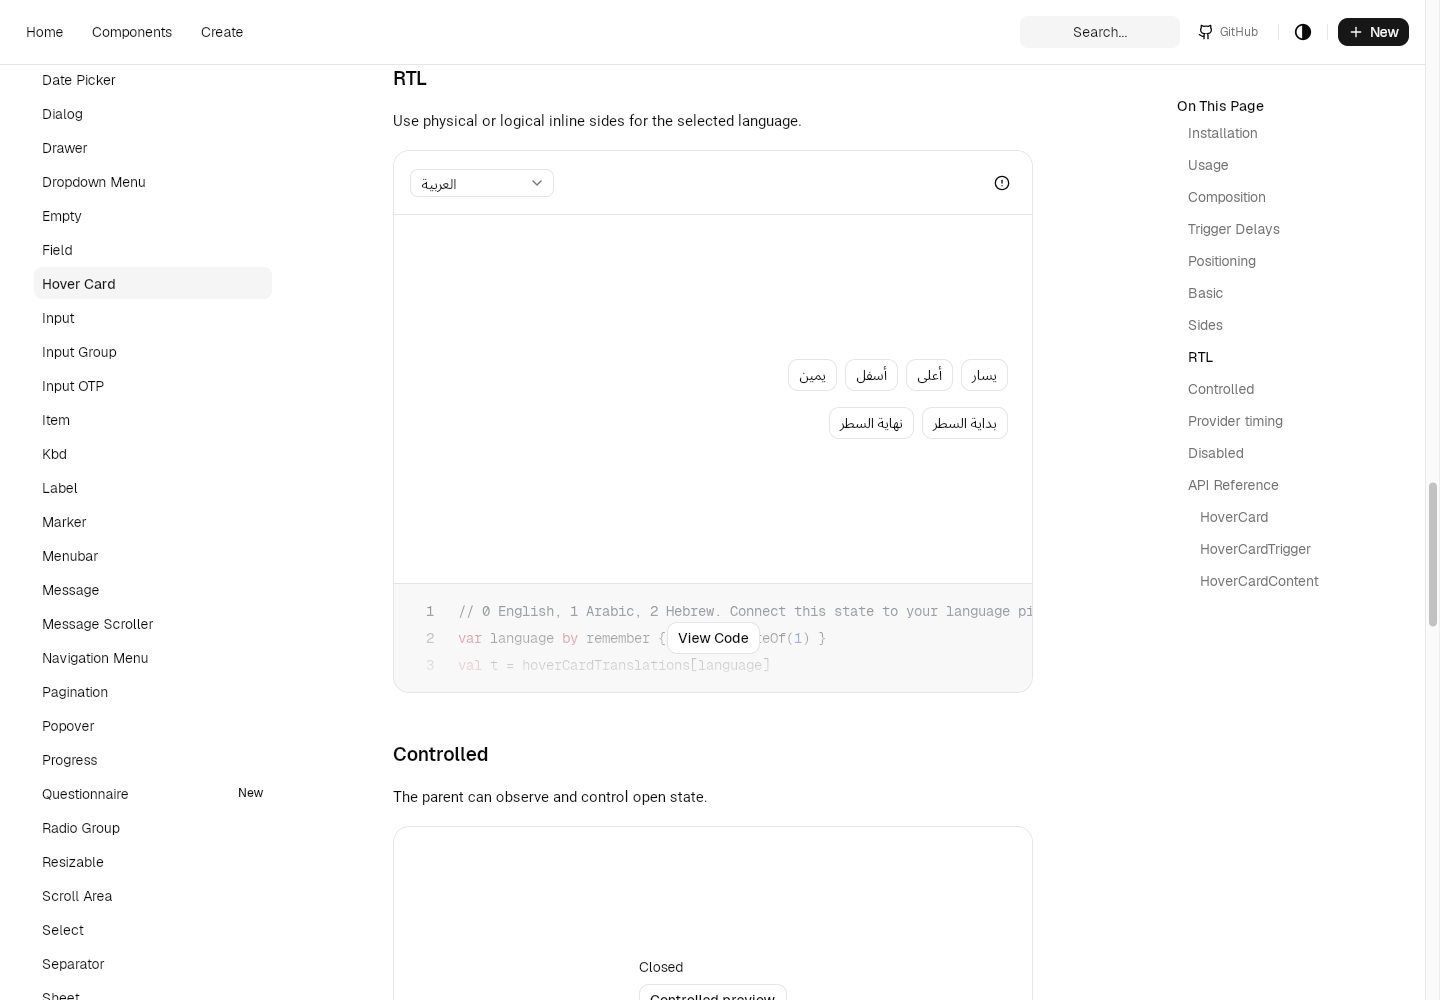 Home
Components
Create
Search...
GitHub
New
Date Picker
Dialog
Drawer
Dropdown Menu
Empty
Field
Hover Card
Input
Input Group
Input OTP
Item
Kbd
Label
Marker
Menubar
Message
Message Scroller
Navigation Menu
Pagination
Popover
Progress
Questionnaire New
Radio Group
Resizable
Scroll Area
Select
Separator
Sheet
RTL
Use physical or logical inline sides for the selected language.
العربية
يسار أعلى أسفل يمين
بداية السطر نهاية السطر
1 // 0 English, 1 Arabic, 2 Hebrew. Connect this state to your language pi
2 var language by remember { eOf(1) }
View Code
3 val t = hoverCardTranslations[language]
Controlled
The parent can observe and control open state.
Closed
Controlled preview
On This Page
Installation
Usage
Composition
Trigger Delays
Positioning
Basic
Sides
RTL
Controlled
Provider timing
Disabled
API Reference
HoverCard
HoverCardTrigger
HoverCardContent